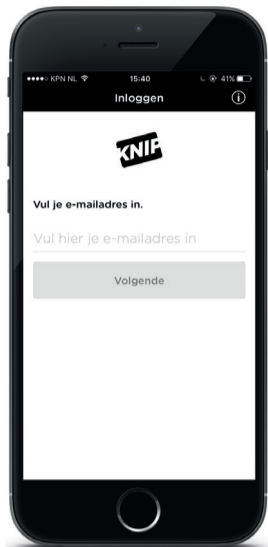 KPN NL 15:40 41%
Inloggen
KNIP
Vul je e-mailadres in.
Vul hier je e-mailadres in
Volgende